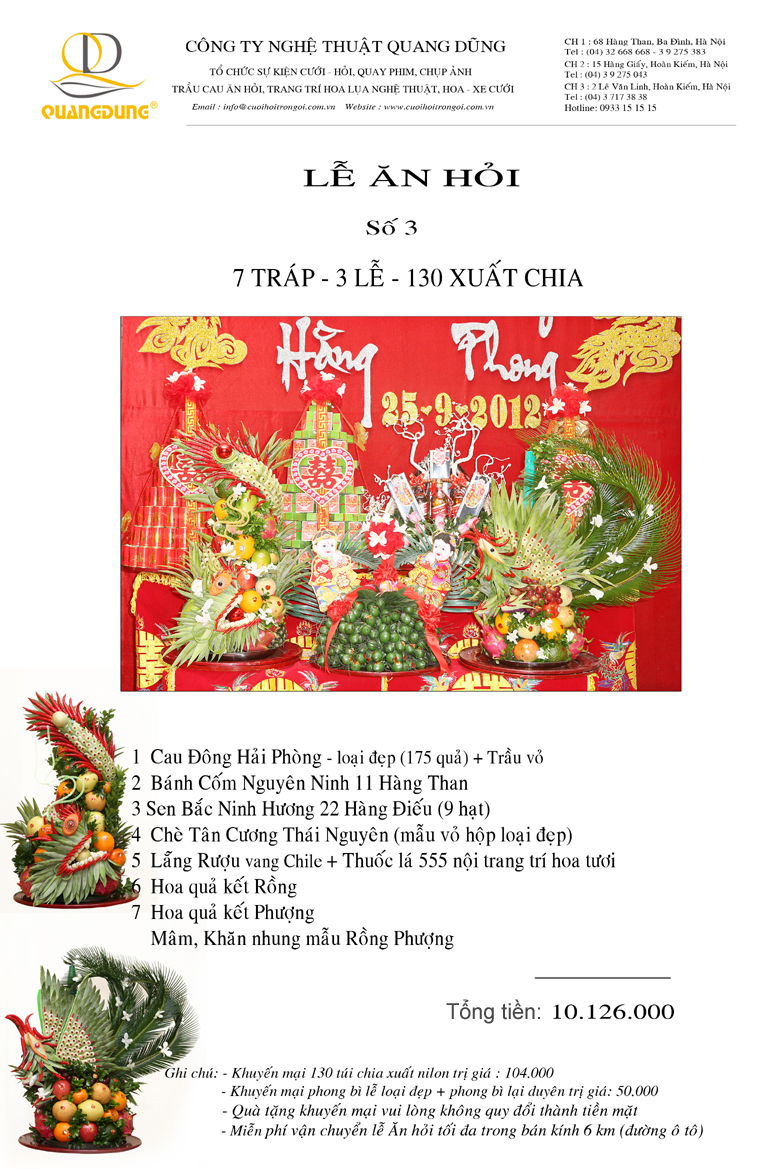 QUANGDUNG®
CÔNG TY NGHỆ THUẬT QUANG DŨNG
TỔ CHỨC SỰ KIỆN CƯỚI - HỎI, QUAY PHIM, CHỤP ẢNH
TRẦU CAU ĂN HỎI, TRANG TRÍ HOA LỤA NGHỆ THUẬT, HOA - XE CƯỚI
Email : info@cuoihoitrongoi.com.vn Website : www.cuoihoitrongoi.com.vn
CH 1 : 68 Hàng Than, Ba Đình, Hà Nội
Tel : (04) 32 668 668 - 3 9 275 383
CH 2 : 15 Hàng Giấy, Hoàn Kiếm, Hà Nội
Tel : (04) 3 9 275 043
CH 3 : 2 Lê Văn Linh, Hoàn Kiếm, Hà Nội
Tel : (04) 3 717 38 38
Hotline: 0933 15 15 15
LỄ ĂN HỎI
Số 3
7 TRÁP - 3 LỄ - 130 XUẤT CHIA
Hằng Phong
25-9-2012
囍 囍 囍
1 Cau Đông Hải Phòng - loại đẹp (175 quả) + Trầu vỏ
2 Bánh Cốm Nguyên Ninh 11 Hàng Than
3 Sen Bắc Ninh Hương 22 Hàng Điếu (9 hạt)
4 Chè Tân Cương Thái Nguyên (mẫu vỏ hộp loại đẹp)
5 Lẵng Rượu vang Chile + Thuốc lá 555 nội trang trí hoa tươi
6 Hoa quả kết Rồng
7 Hoa quả kết Phượng
Mâm, Khăn nhung mẫu Rồng Phượng
Tổng tiền: 10.126.000
Ghi chú: - Khuyến mại 130 túi chia xuất nilon trị giá : 104.000
- Khuyến mại phong bì lễ loại đẹp + phong bì lại duyên trị giá: 50.000
- Quà tặng khuyến mại vui lòng không quy đổi thành tiền mặt
- Miễn phí vận chuyển lễ Ăn hỏi tối đa trong bán kính 6 km (đường ô tô)